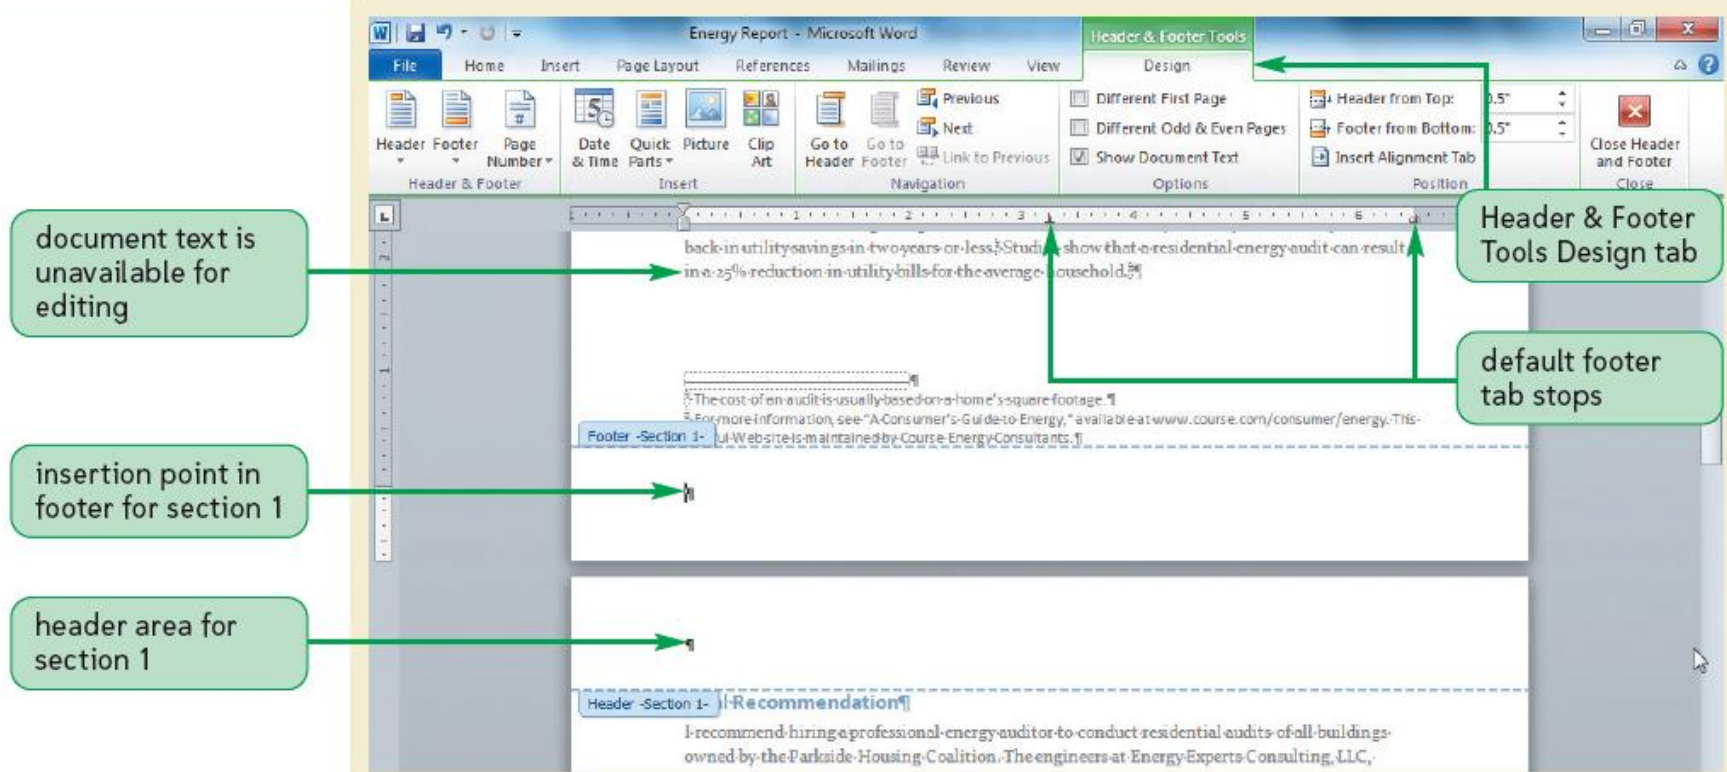 Energy Report - Microsoft Word
Header & Footer Tools
File Home Insert Page Layout References Mailings Review View Design
Header
Footer
Page Number
Header & Footer
Date & Time
Quick Parts
Picture
Clip Art
Insert
Go to Header
Go to Footer
Previous
Next
Link to Previous
Navigation
Different First Page
Different Odd & Even Pages
Show Document Text
Options
Header from Top: 0.5"
Footer from Bottom: 0.5"
Insert Alignment Tab
Position
Close Header and Footer
Close
1 2 3 4 5 6
Header & Footer
Tools Design tab
document text is
unavailable for
editing
back in utility savings in two years or less. Studies show that a residential energy audit can result
in a 25% reduction in utility bills for the average household.¶
default footer
tab stops
¶
The cost of an audit is usually based on a home's square footage.¶
For more information, see "A Consumer's Guide to Energy," available at www.course.com/consumer/energy. This
ul Web site is maintained by Course Energy Consultants.¶
Footer -Section 1-
insertion point in
footer for section 1
¶
header area for
section 1
¶
Header -Section 1-
l Recommendation¶
I recommend hiring a professional energy auditor to conduct residential audits of all buildings
owned by the Parkside Housing Coalition. The engineers at Energy Experts Consulting, LLC,